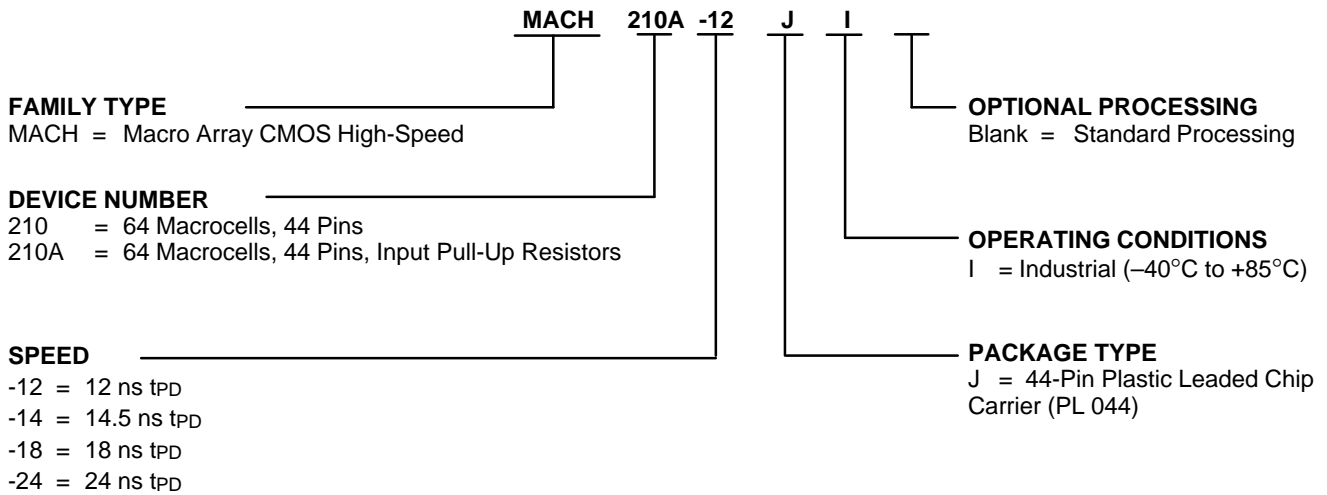 MACH 210A -12 J I
FAMILY TYPE
MACH = Macro Array CMOS High-Speed
DEVICE NUMBER
210 = 64 Macrocells, 44 Pins
210A = 64 Macrocells, 44 Pins, Input Pull-Up Resistors
SPEED
-12 = 12 ns tPD
-14 = 14.5 ns tPD
-18 = 18 ns tPD
-24 = 24 ns tPD
OPTIONAL PROCESSING
Blank = Standard Processing
OPERATING CONDITIONS
I = Industrial (–40°C to +85°C)
PACKAGE TYPE
J = 44-Pin Plastic Leaded Chip
Carrier (PL 044)